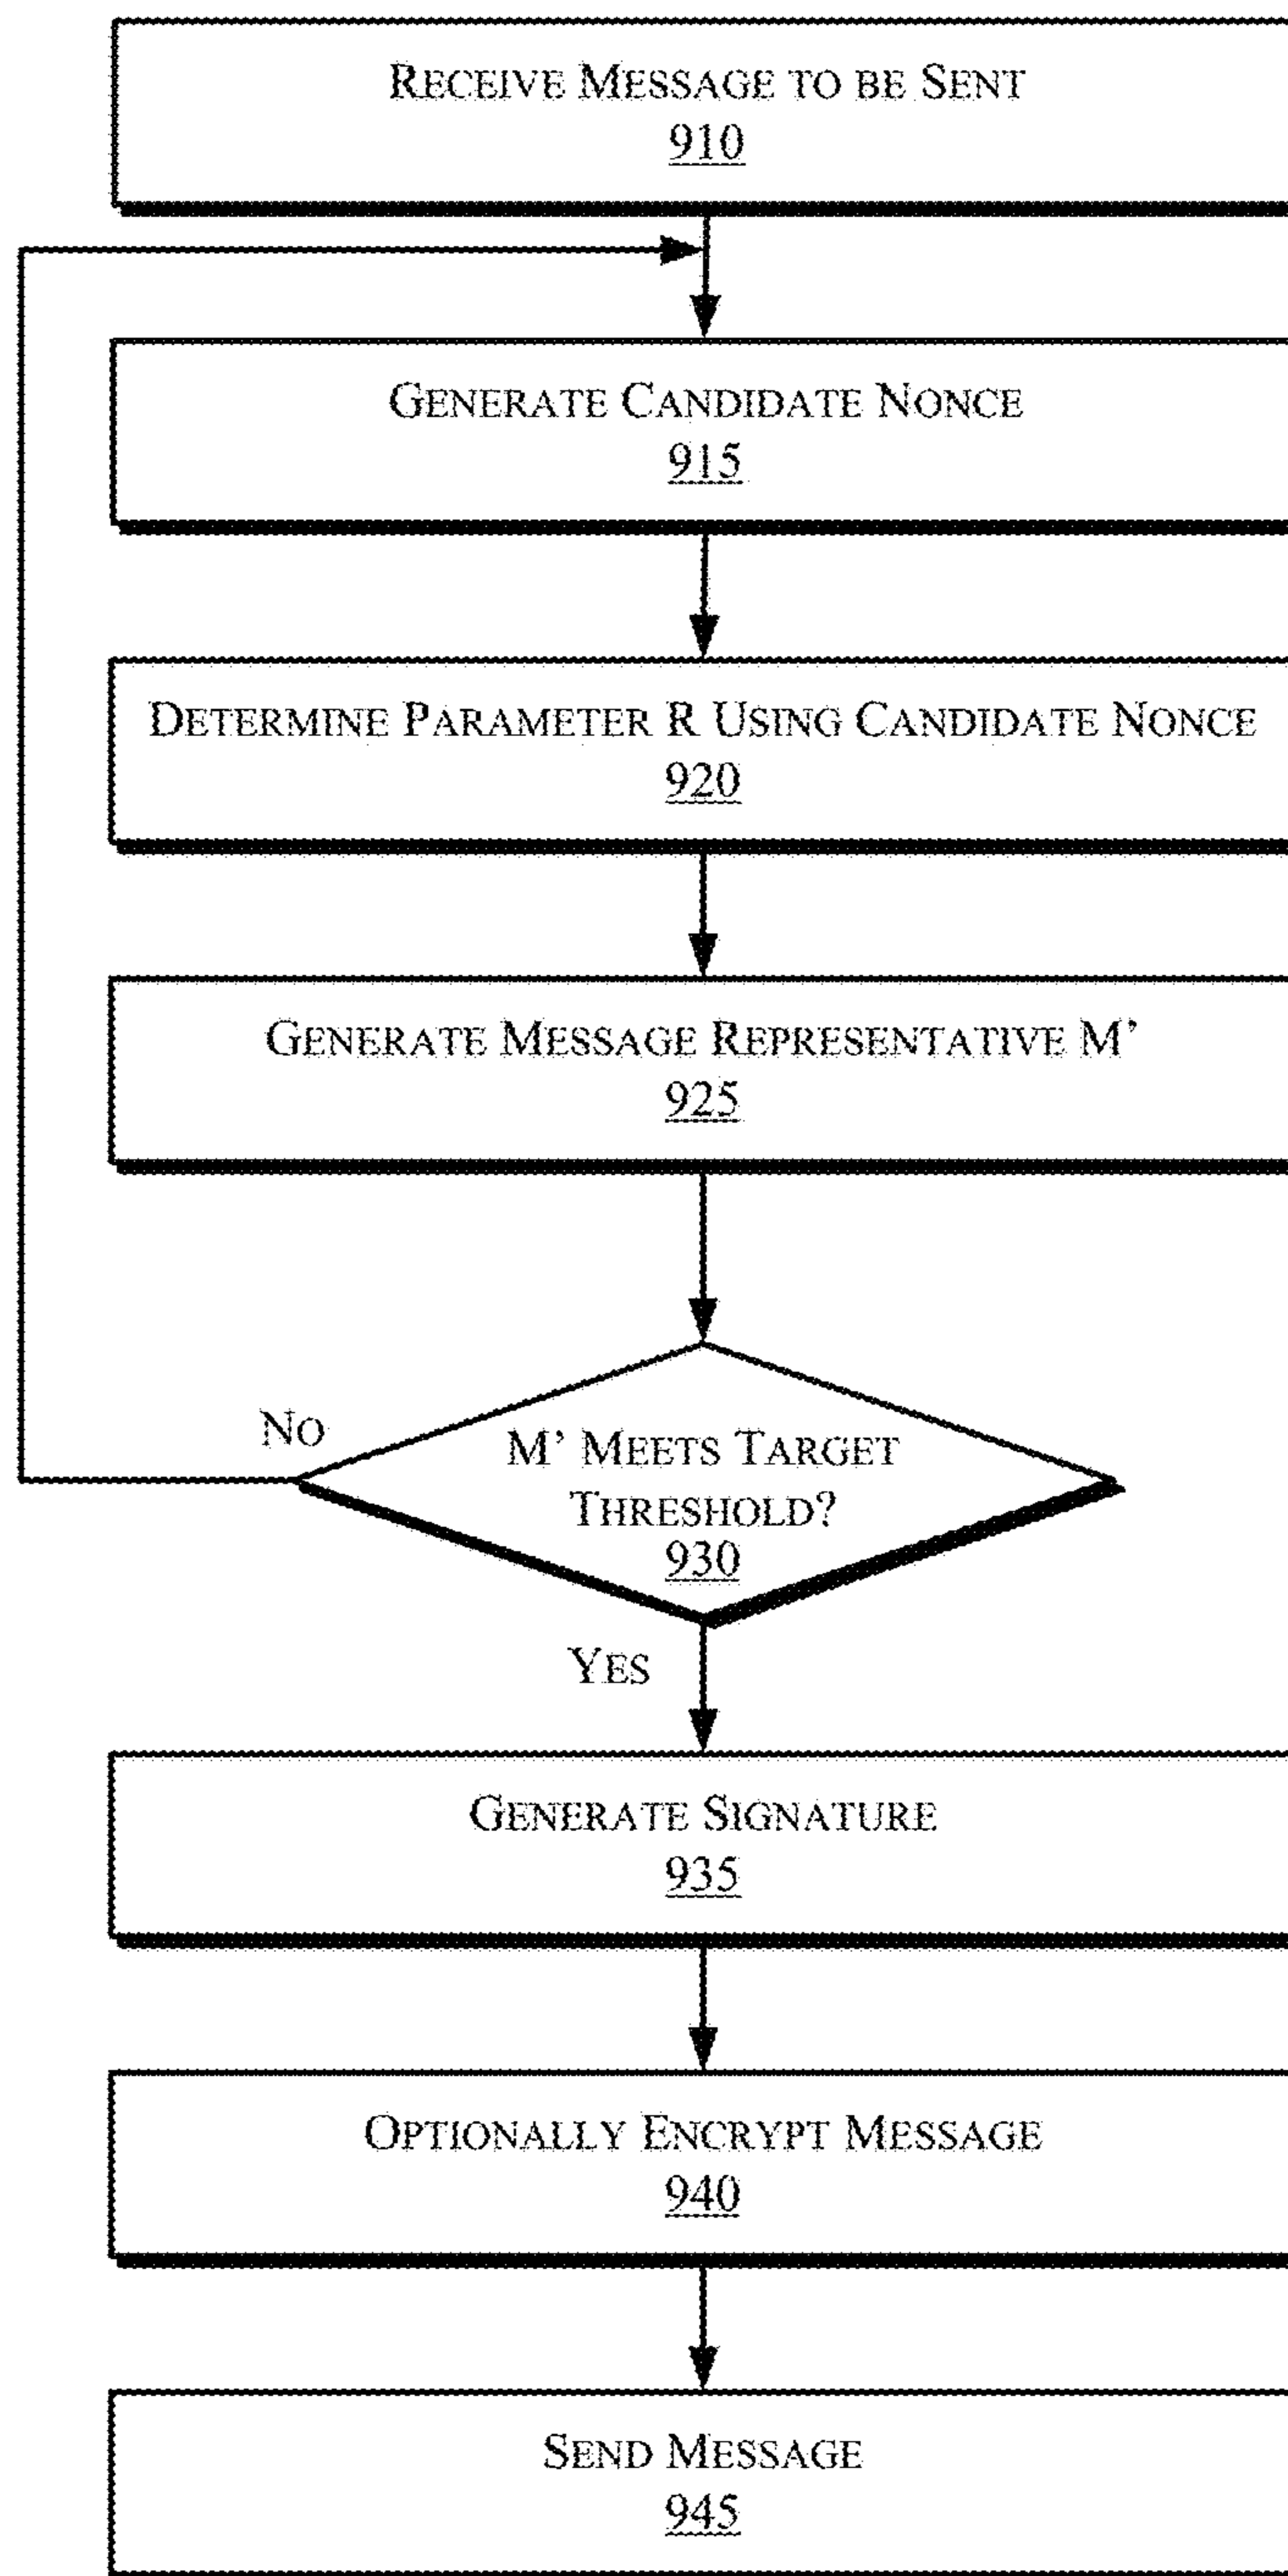 RECEIVE MESSAGE TO BE SENT
910
GENERATE CANDIDATE NONCE
915
DETERMINE PARAMETER R USING CANDIDATE NONCE
920
GENERATE MESSAGE REPRESENTATIVE M'
925
NO
M' MEETS TARGET
THRESHOLD?
930
YES
GENERATE SIGNATURE
935
OPTIONALLY ENCRYPT MESSAGE
940
SEND MESSAGE
945